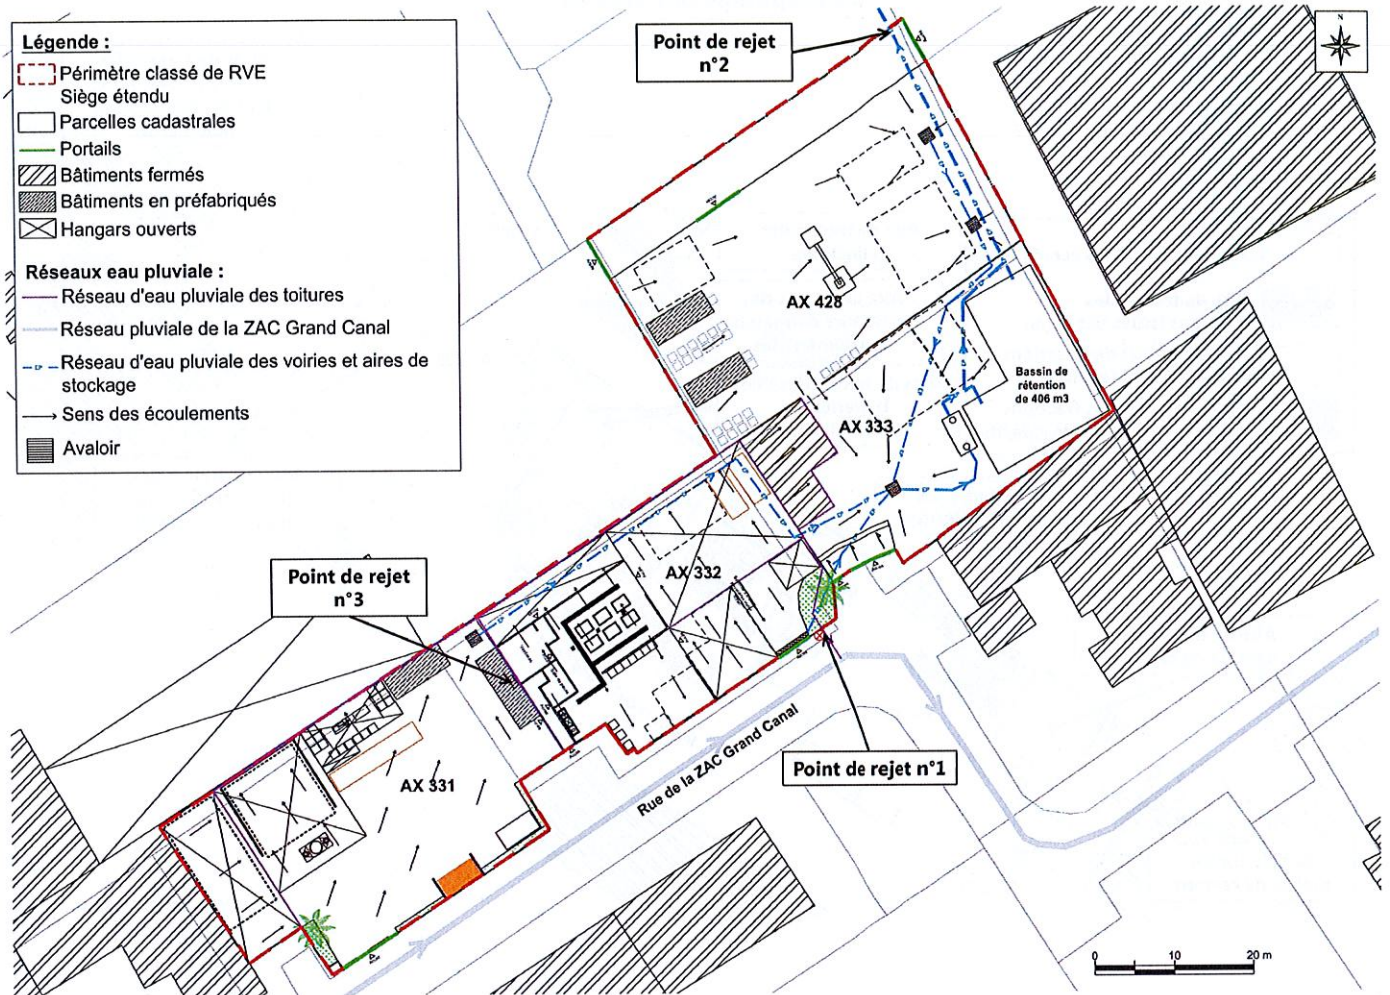 Légende :
Périmètre classé de RVE
Siège étendu
Parcelles cadastrales
Portails
Bâtiments fermés
Bâtiments en préfabriqués
Hangars ouverts
Réseaux eau pluviale :
Réseau d'eau pluviale des toitures
Réseau pluviale de la ZAC Grand Canal
Réseau d'eau pluviale des voiries et aires de
stockage
Sens des écoulements
Avaloir
Point de rejet
n°2
N
AX 428
Bassin de
rétention
de 406 m3
AX 333
AX 332
Point de rejet
n°3
AX 331
Rue de la ZAC Grand Canal
Point de rejet n°1
0 10 20 m